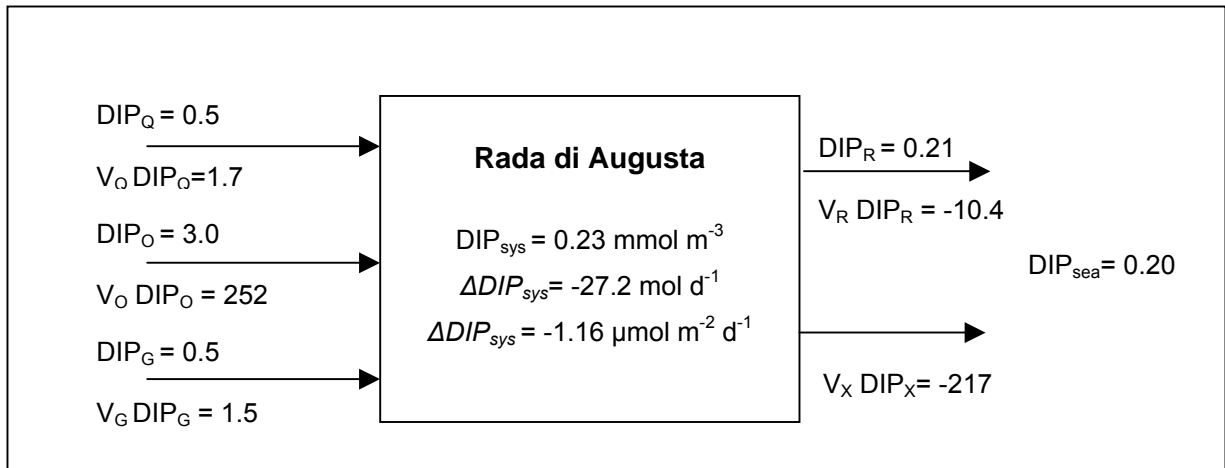 DIP_Q = 0.5
V_Q DIP_Q=1.7
DIP_O = 3.0
V_O DIP_O = 252
DIP_G = 0.5
V_G DIP_G = 1.5
Rada di Augusta
DIP_sys = 0.23 mmol m⁻³
ΔDIP_sys= -27.2 mol d⁻¹
ΔDIP_sys = -1.16 µmol m⁻² d⁻¹
DIP_R = 0.21
V_R DIP_R = -10.4
DIP_sea= 0.20
V_X DIP_X= -217